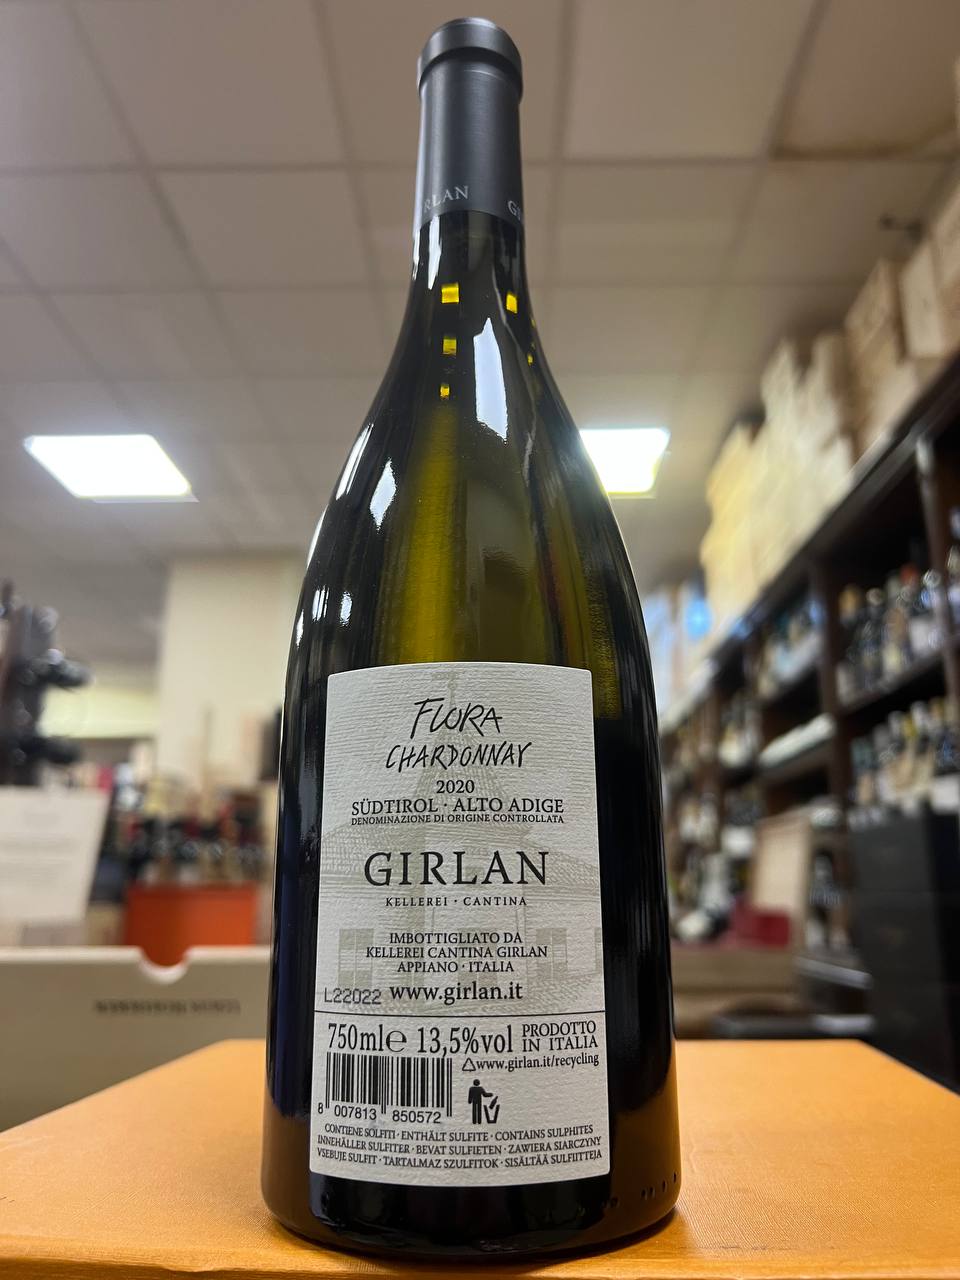 RLAN
FLORA
CHARDONNAY
2020
SÜDTIROL · ALTO ADIGE
DENOMINAZIONE DI ORIGINE CONTROLLATA
GIRLAN
KELLEREI · CANTINA
IMBOTTIGLIATO DA
KELLEREI CANTINA GIRLAN
APPIANO · ITALIA
L22022 www.girlan.it
750ml℮ 13,5%vol PRODOTTO IN ITALIA
www.girlan.it/recycling
8 007813 850572
CONTIENE SOLFITI · ENTHÄLT SULFITE · CONTAINS SULPHITES
INNEHÅLLER SULFITER · BEVAT SULFIETEN · ZAWIERA SIARCZYNY
VSEBUJE SULFIT · TARTALMAZ SZULFITOK · SISÄLTÄÄ SULFIITTEJA